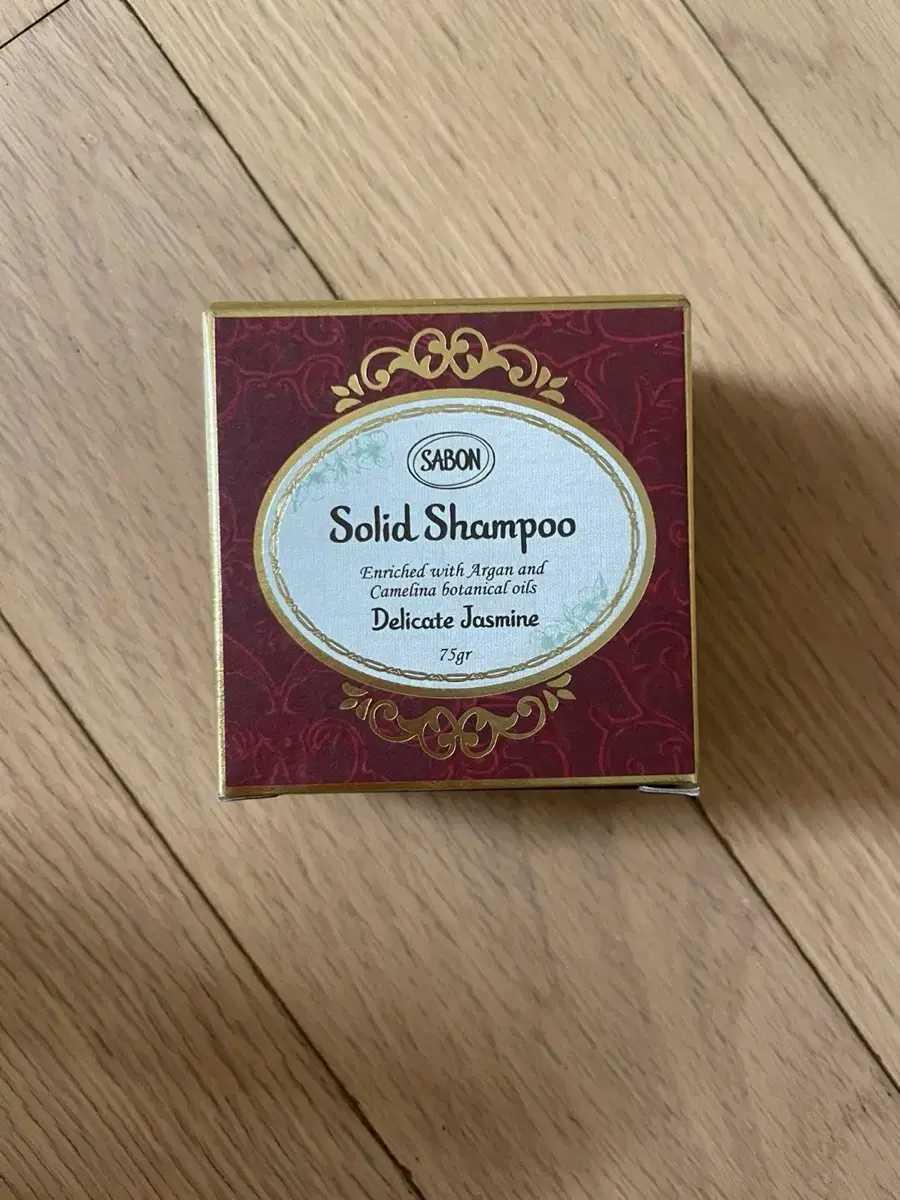 SABON
Solid Shampoo
Enriched with Argan and
Camelina botanical oils
Delicate Jasmine
75gr